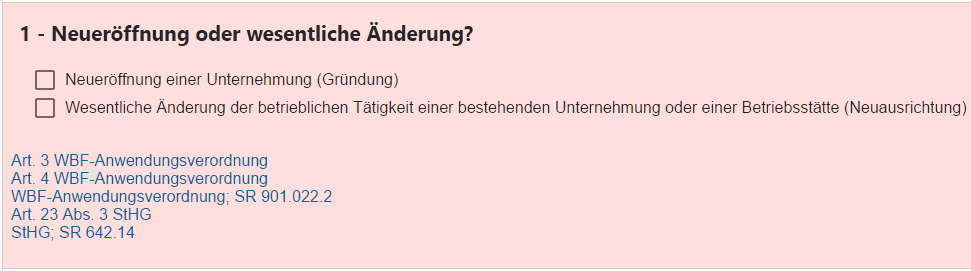 1 - Neueröffnung oder wesentliche Änderung?
Neueröffnung einer Unternehmung (Gründung)
Wesentliche Änderung der betrieblichen Tätigkeit einer bestehenden Unternehmung oder einer Betriebsstätte (Neuausrichtung)
Art. 3 WBF-Anwendungsverordnung
Art. 4 WBF-Anwendungsverordnung
WBF-Anwendungsverordnung; SR 901.022.2
Art. 23 Abs. 3 StHG
StHG; SR 642.14